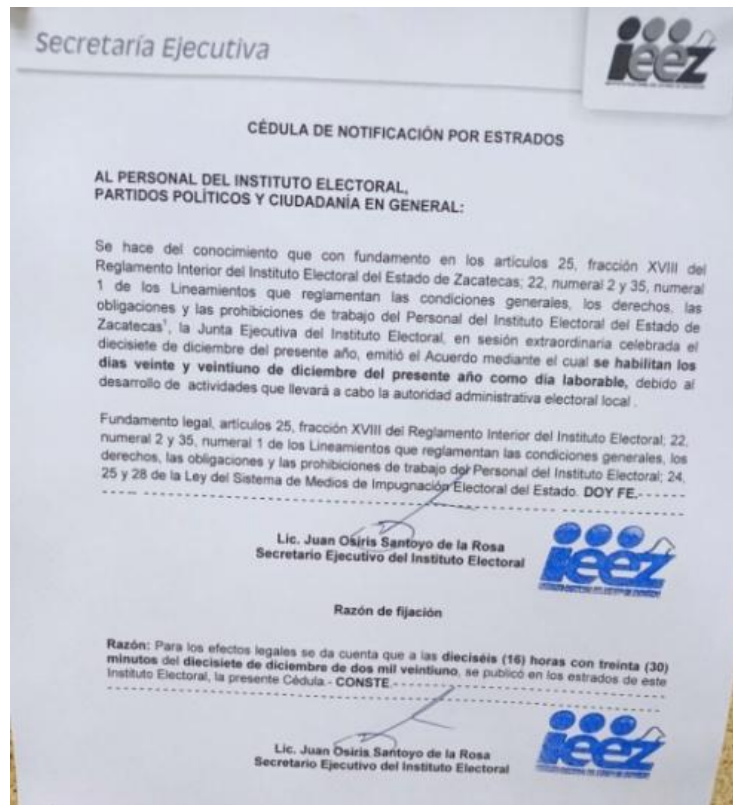 Secretaría Ejecutiva
ieez
CÉDULA DE NOTIFICACIÓN POR ESTRADOS
AL PERSONAL DEL INSTITUTO ELECTORAL,
PARTIDOS POLÍTICOS Y CIUDADANÍA EN GENERAL:
Se hace del conocimiento que con fundamento en los artículos 25, fracción XVIII del
Reglamento Interior del Instituto Electoral del Estado de Zacatecas; 22, numeral 2 y 35, numeral
1 de los Lineamientos que reglamentan las condiciones generales, los derechos, las
obligaciones y las prohibiciones de trabajo del Personal del Instituto Electoral del Estado de
Zacatecas¹, la Junta Ejecutiva del Instituto Electoral, en sesión extraordinaria celebrada el
diecisiete de diciembre del presente año, emitió el Acuerdo mediante el cual se habilitan los
días veinte y veintiuno de diciembre del presente año como día laborable, debido al
desarrollo de actividades que llevará a cabo la autoridad administrativa electoral local .
Fundamento legal, artículos 25, fracción XVIII del Reglamento Interior del Instituto Electoral; 22,
numeral 2 y 35, numeral 1 de los Lineamientos que reglamentan las condiciones generales, los
derechos, las obligaciones y las prohibiciones de trabajo del Personal del Instituto Electoral; 24,
25 y 28 de la Ley del Sistema de Medios de Impugnación Electoral del Estado. DOY FE.- - - - - - -
Lic. Juan Osiris Santoyo de la Rosa
Secretario Ejecutivo del Instituto Electoral
ieez
Razón de fijación
Razón: Para los efectos legales se da cuenta que a las dieciséis (16) horas con treinta (30)
minutos del diecisiete de diciembre de dos mil veintiuno, se publicó en los estrados de este
Instituto Electoral, la presente Cédula.- CONSTE.- - - - - - - - - - - - - - - - - - - - - - - - - - - - - -
Lic. Juan Osiris Santoyo de la Rosa
Secretario Ejecutivo del Instituto Electoral
ieez